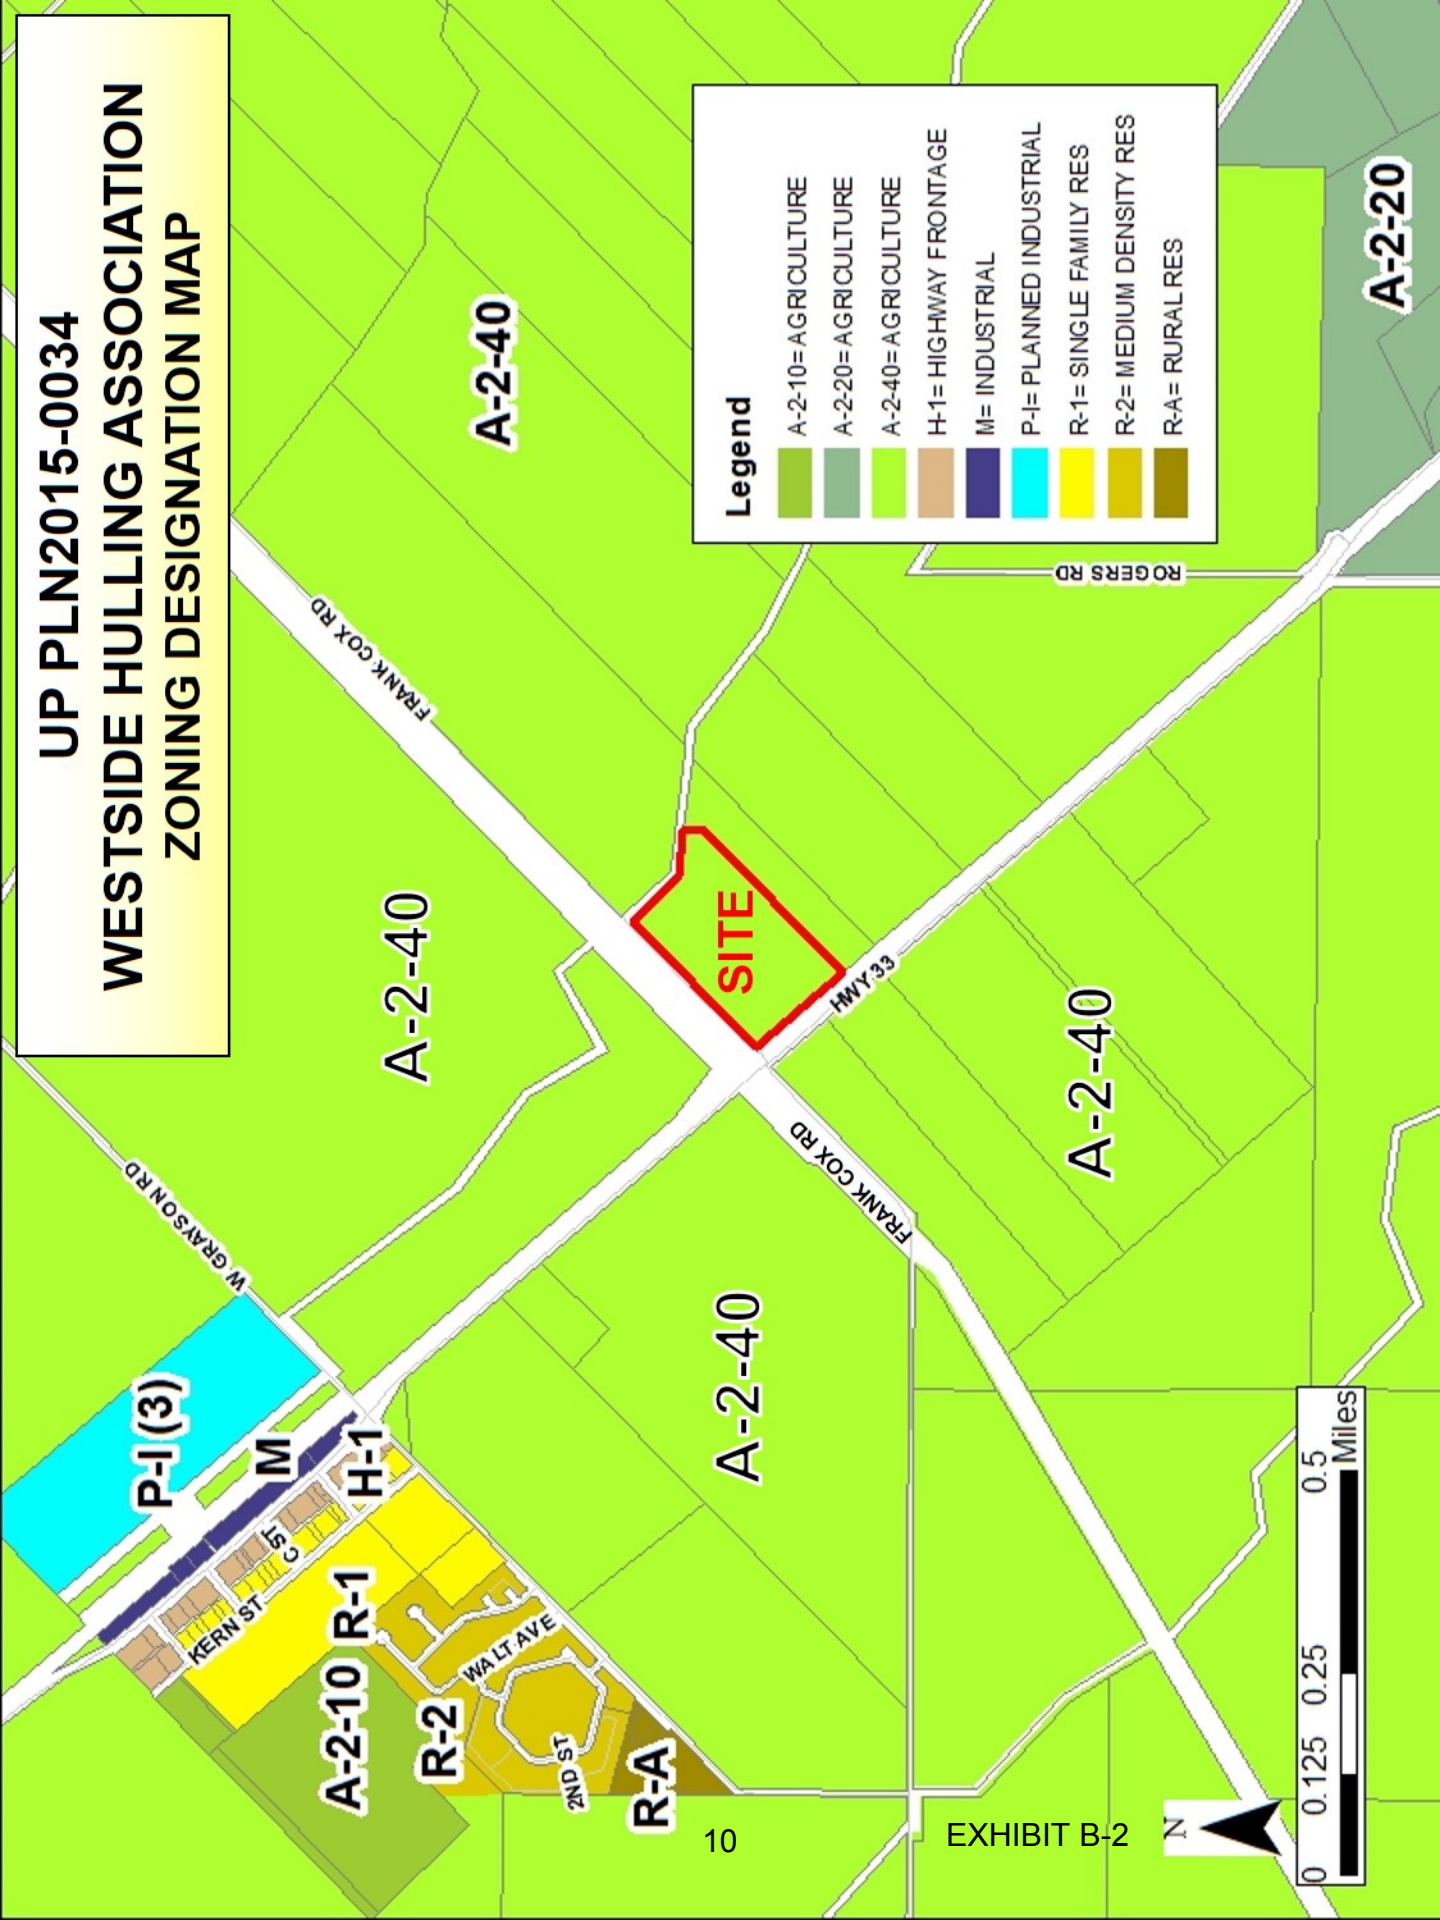 UP PLN2015-0034
WESTSIDE HULLING ASSOCIATION
ZONING DESIGNATION MAP
W GRAYSON RD
P-I (3)
M
H-1
C ST
KERN ST
R-1
A-2-10
R-2
WALT AVE
2ND ST
R-A
A-2-40
FRANK COX RD
A-2-40
SITE
HWY 33
FRANK COX RD
A-2-40
A-2-40
ROGERS RD
A-2-20
Legend
A-2-10= AGRICULTURE
A-2-20= AGRICULTURE
A-2-40= AGRICULTURE
H-1= HIGHWAY FRONTAGE
M= INDUSTRIAL
P-I= PLANNED INDUSTRIAL
R-1= SINGLE FAMILY RES
R-2= MEDIUM DENSITY RES
R-A= RURAL RES
N
0 0.125 0.25 0.5
Miles
10
EXHIBIT B-2